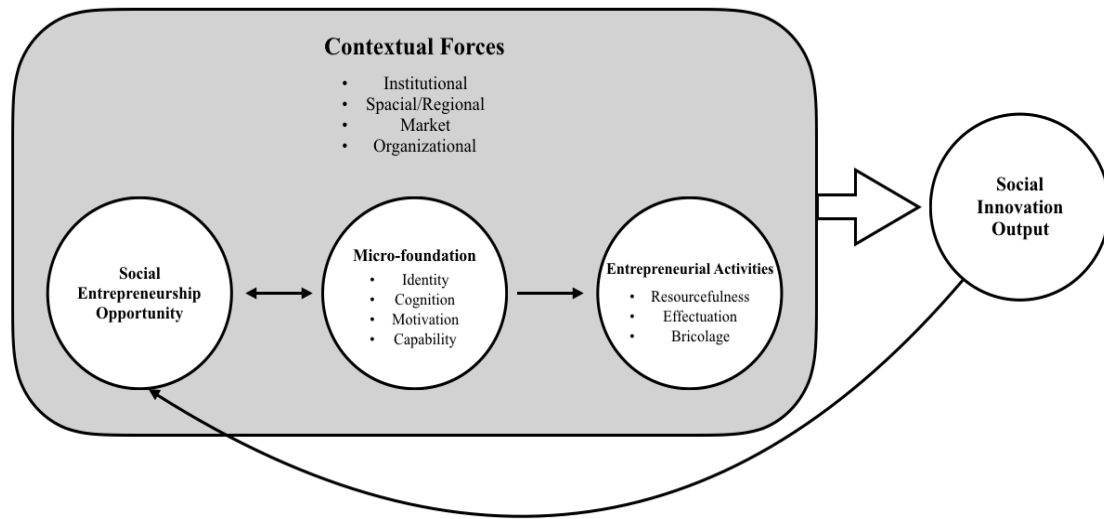 Contextual Forces
• Institutional
• Spacial/Regional
• Market
• Organizational
Social
Entrepreneurship
Opportunity
Micro-foundation
• Identity
• Cognition
• Motivation
• Capability
Entrepreneurial Activities
• Resourcefulness
• Effectuation
• Bricolage
Social
Innovation
Output